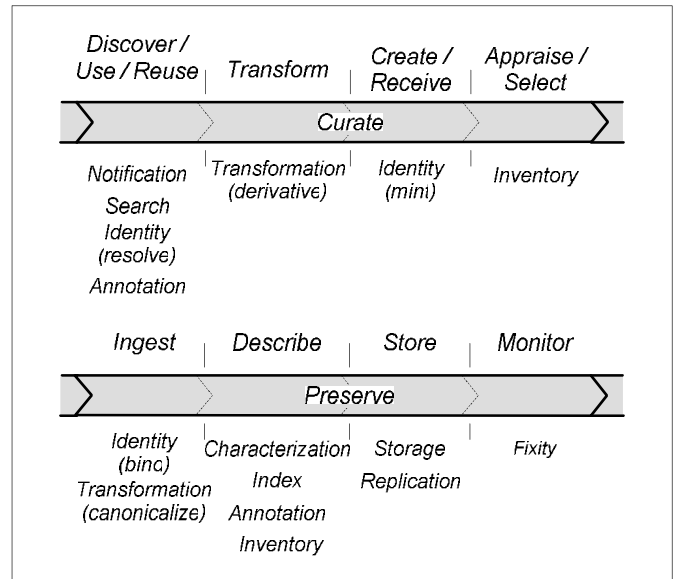 Discover / Use / Reuse
Transform
Create / Receive
Appraise / Select
Curate
Notification
Search
Identity (resolve)
Annotation
Transformation (derivative)
Identity (mint)
Inventory
Ingest
Describe
Store
Monitor
Preserve
Identity (bind)
Transformation (canonicalize)
Characterization
Index
Annotation
Inventory
Storage
Replication
Fixity